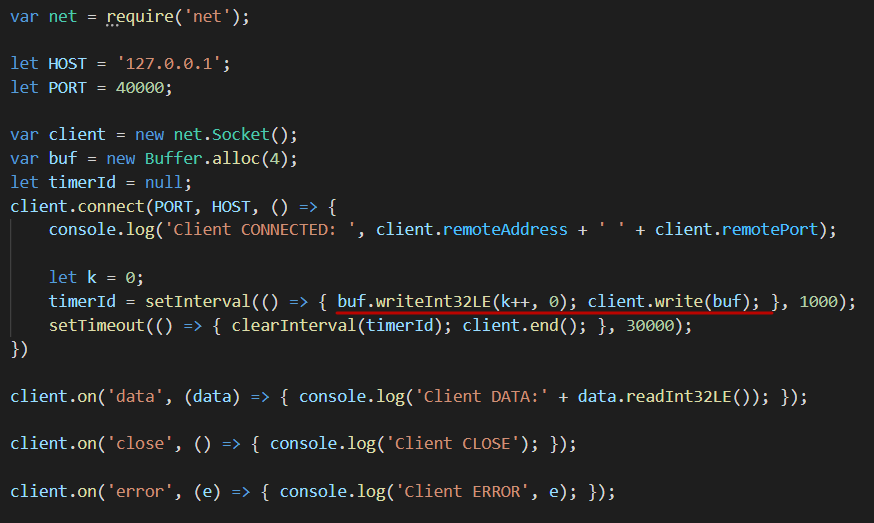 var net = require('net');
let HOST = '127.0.0.1';
let PORT = 40000;
var client = new net.Socket();
var buf = new Buffer.alloc(4);
let timerId = null;
client.connect(PORT, HOST, () => {
    console.log('Client CONNECTED: ', client.remoteAddress + ' ' + client.remotePort);
    let k = 0;
    timerId = setInterval(() => { buf.writeInt32LE(k++, 0); client.write(buf); }, 1000);
    setTimeout(() => { clearInterval(timerId); client.end(); }, 30000);
})
client.on('data', (data) => { console.log('Client DATA:' + data.readInt32LE()); });
client.on('close', () => { console.log('Client CLOSE'); });
client.on('error', (e) => { console.log('Client ERROR', e); });